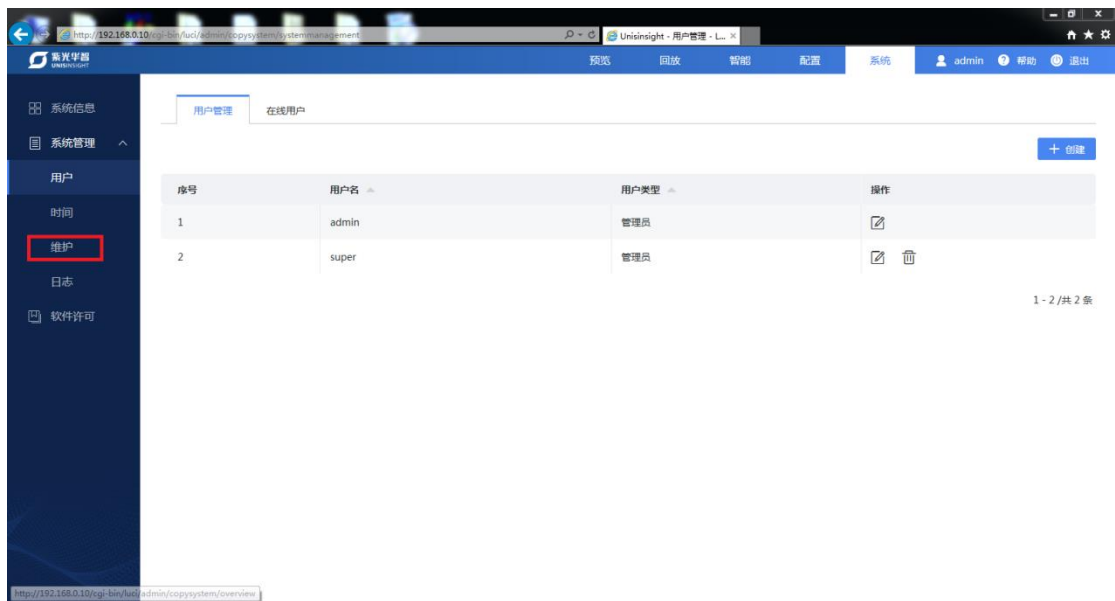 http://192.168.0.10/cgi-bin/luci/admin/copysystem/systemmanagement
Unisinsight - 用户管理 - L... ×
紫光华智
UNISINSIGHT
预览 回放 智能 配置 系统 admin 帮助 退出
系统信息
系统管理
用户
时间
维护
日志
软件许可
用户管理 在线用户
+ 创建
序号 用户名 用户类型 操作
1 admin 管理员
2 super 管理员
1 - 2 /共 2 条
http://192.168.0.10/cgi-bin/luci/admin/copysystem/overview